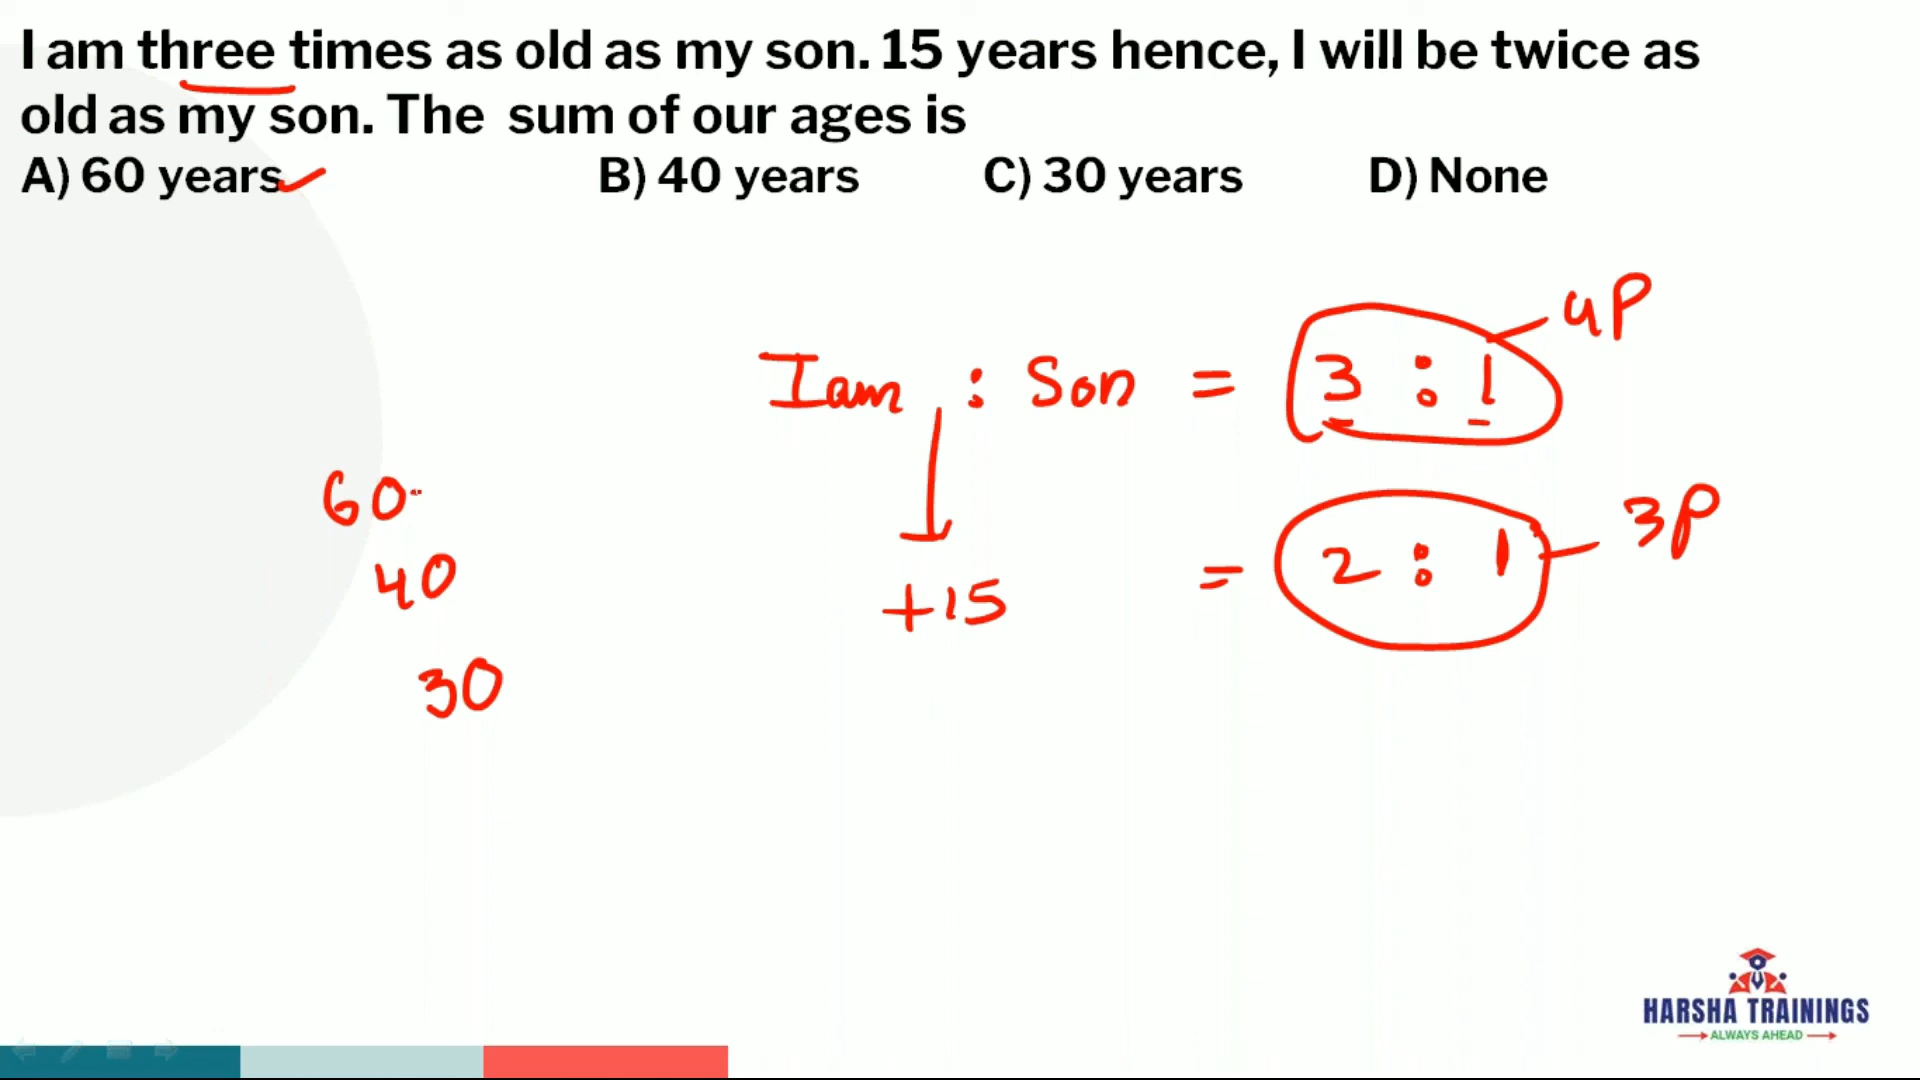 I am three times as old as my son. 15 years hence, I will be twice as
old as my son. The sum of our ages is
A) 60 years B) 40 years C) 30 years D) None
4P
I am : Son = 3 : 1
60
40
30
+15
= 2 : 1
3P
HARSHA TRAININGS
ALWAYS AHEAD